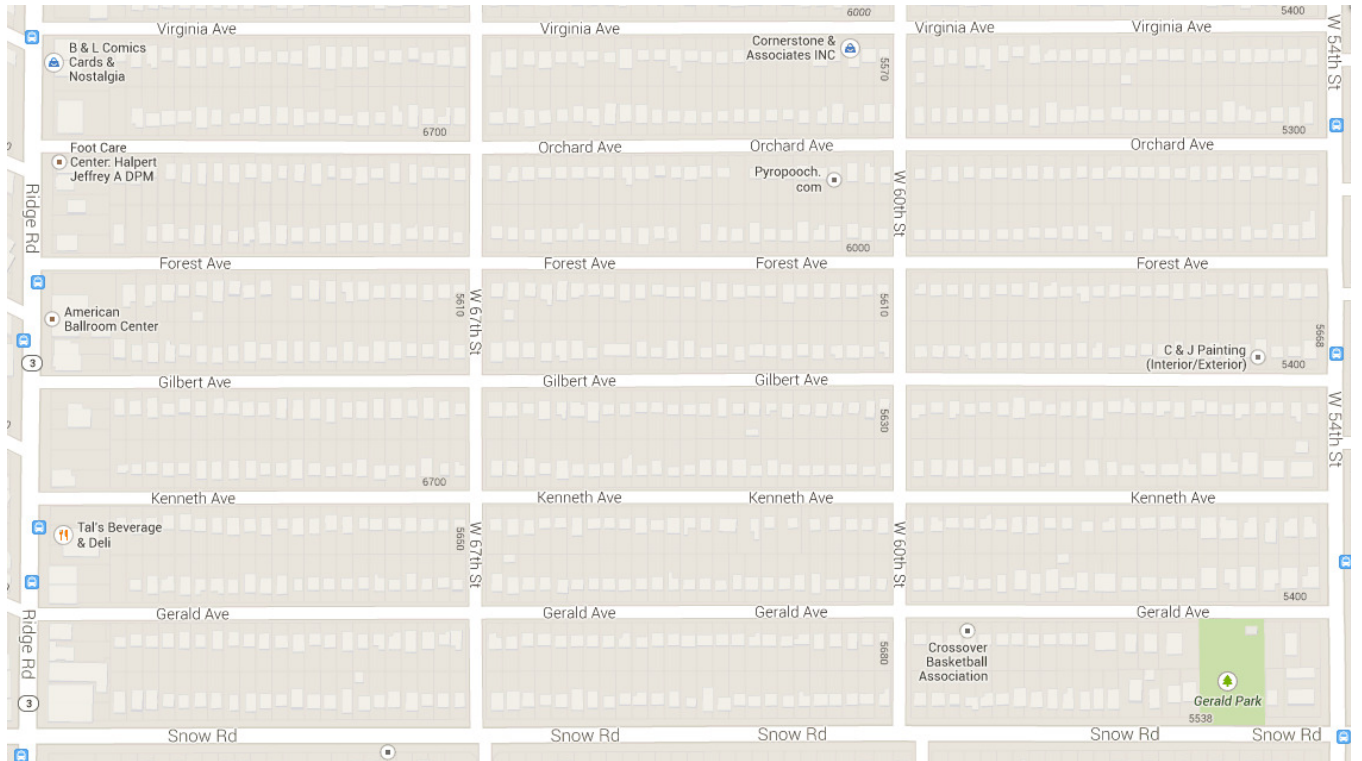 6000
5400
Virginia Ave
Virginia Ave
Virginia Ave
Virginia Ave
W 54th St
B & L Comics
Cards &
Nostalgia
Cornerstone &
Associates INC
5570
6700
5300
Foot Care
Center: Halpert
Jeffrey A DPM
Orchard Ave
Orchard Ave
Orchard Ave
Pyropooch.
com
Ridge Rd
W 60th St
6000
Forest Ave
Forest Ave
Forest Ave
Forest Ave
American
Ballroom Center
5610
W 67th St
5610
5668
3
C & J Painting
(Interior/Exterior)
5400
Gilbert Ave
Gilbert Ave
Gilbert Ave
5630
W 54th St
6700
Kenneth Ave
Kenneth Ave
Kenneth Ave
Kenneth Ave
Tal's Beverage
& Deli
5650
W 67th St
W 60th St
5400
Gerald Ave
Gerald Ave
Gerald Ave
Gerald Ave
Ridge Rd
5680
Crossover
Basketball
Association
3
Gerald Park
5538
Snow Rd
Snow Rd
Snow Rd
Snow Rd
Snow Rd